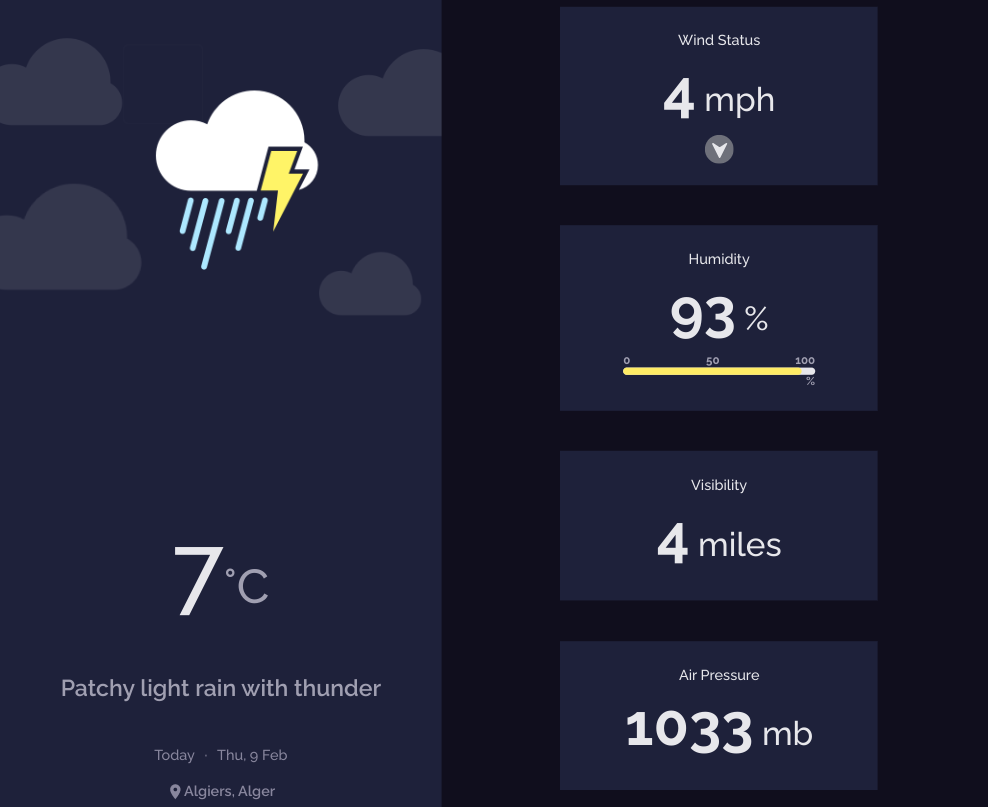 7°C
Patchy light rain with thunder
Today · Thu, 9 Feb
Algiers, Alger
Wind Status
4 mph
Humidity
93 %
0 50 100
%
Visibility
4 miles
Air Pressure
1033 mb